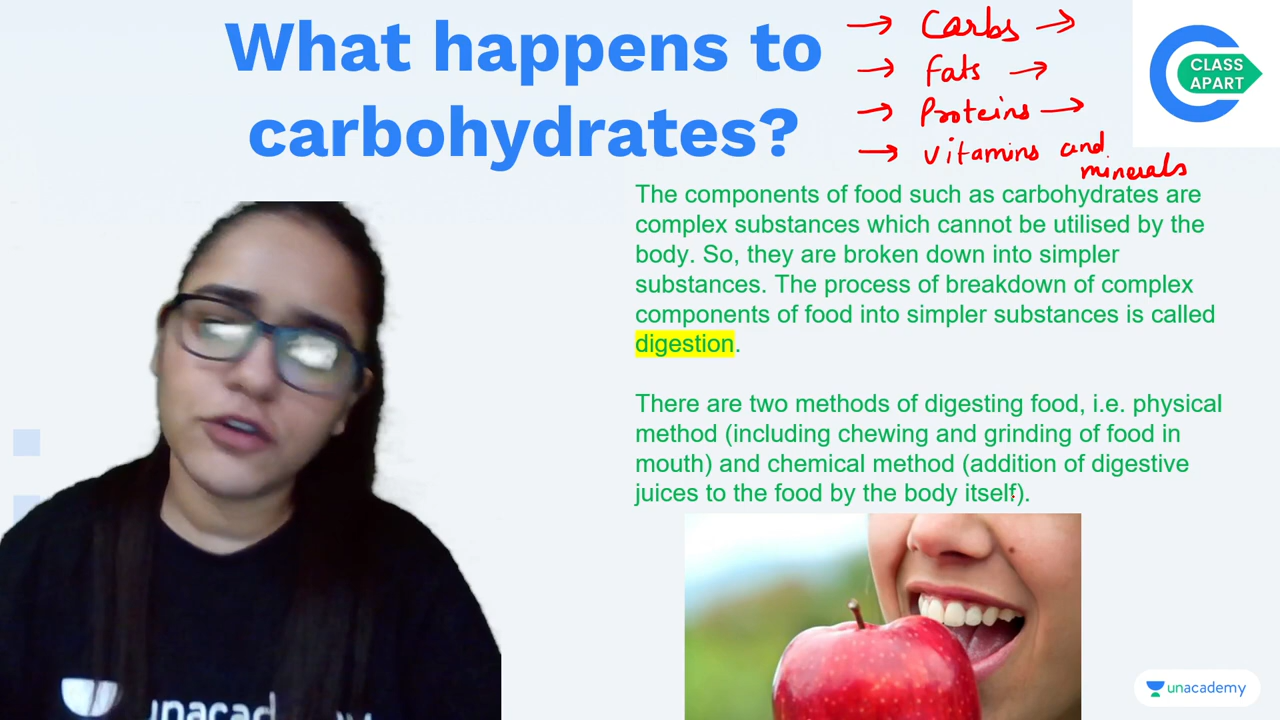 What happens to
carbohydrates?
→ Carbs →
→ Fats →
→ Proteins →
→ Vitamins and
minerals
CLASS
APART
The components of food such as carbohydrates are
complex substances which cannot be utilised by the
body. So, they are broken down into simpler
substances. The process of breakdown of complex
components of food into simpler substances is called
digestion.
There are two methods of digesting food, i.e. physical
method (including chewing and grinding of food in
mouth) and chemical method (addition of digestive
juices to the food by the body itself).
unacad
unacademy